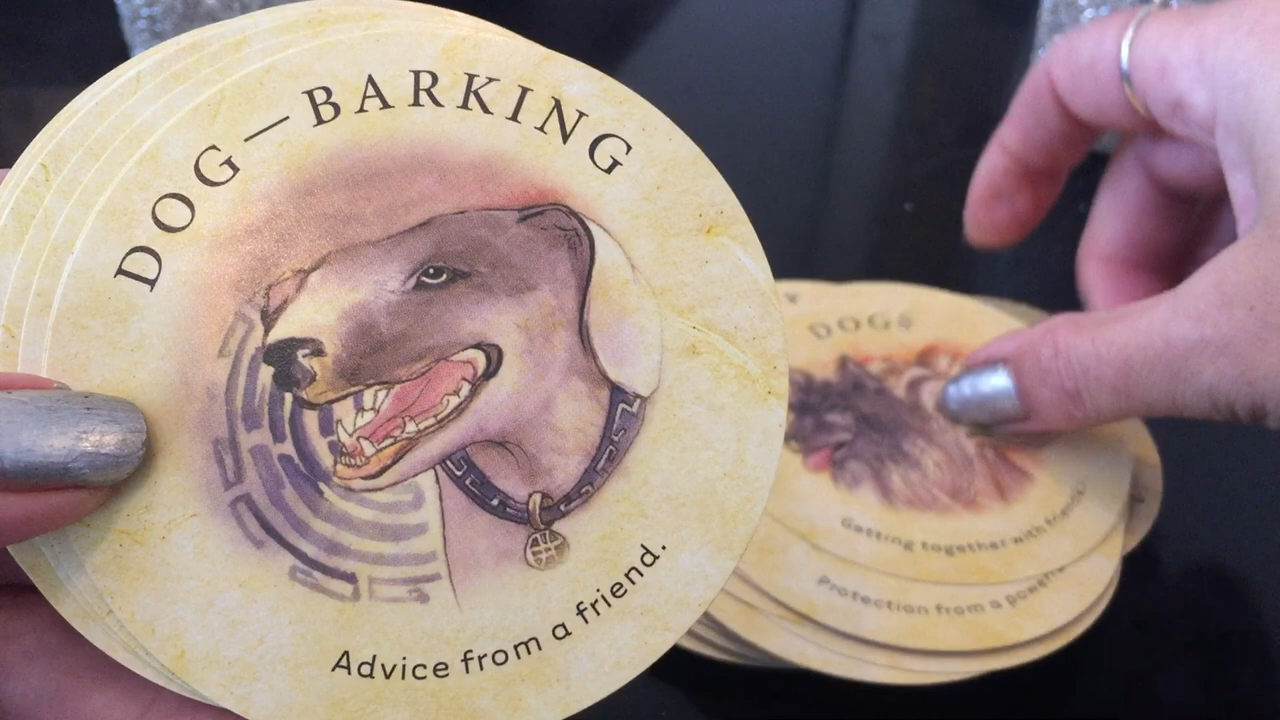 DOG—BARKING
Advice from a friend.
DOGS
Getting together with friends.
Protection from a powerful